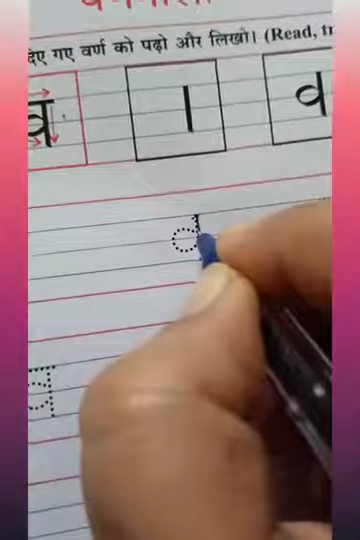 दिए गए वर्ण को पढ़ो और लिखो। (Read, tr
व । व
व